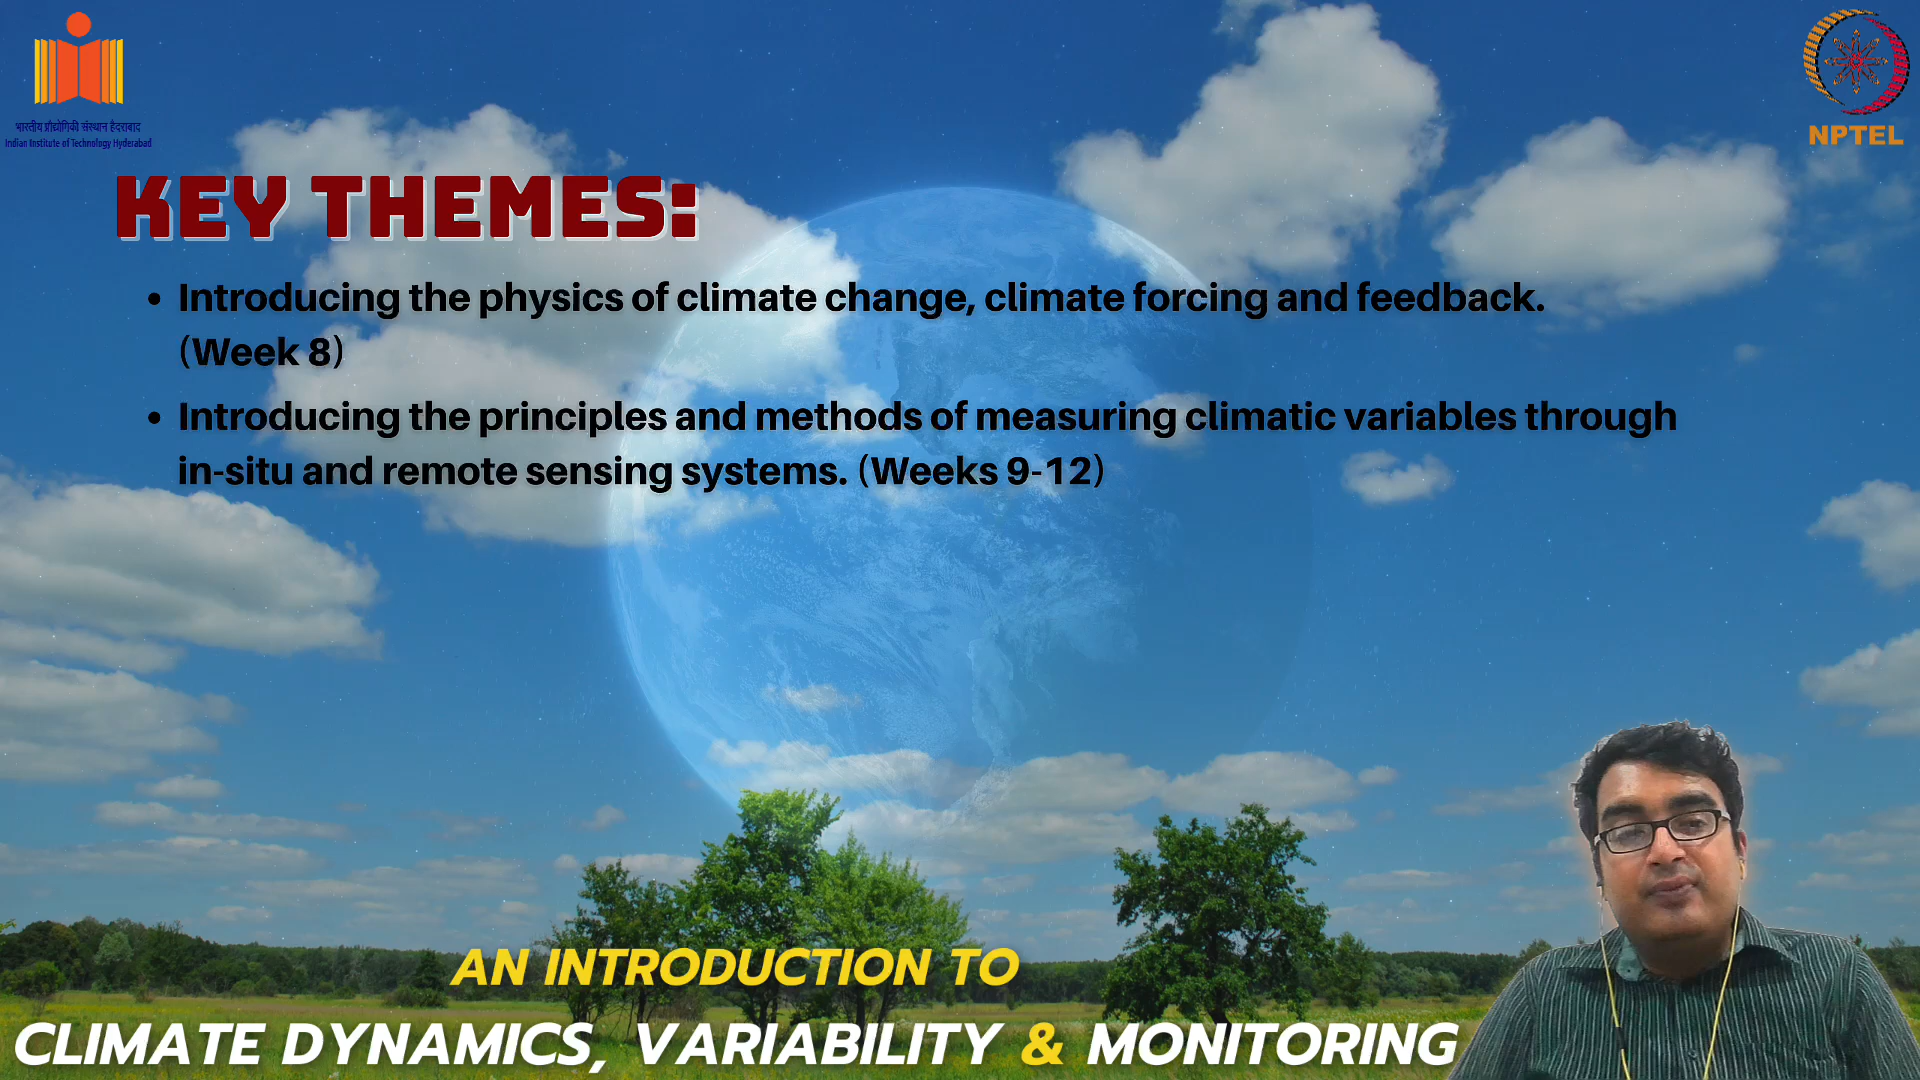 भारतीय प्रौद्योगिकी संस्थान हैदराबाद
Indian Institute of Technology Hyderabad
NPTEL
KEY THEMES:
• Introducing the physics of climate change, climate forcing and feedback.
(Week 8)
• Introducing the principles and methods of measuring climatic variables through
in-situ and remote sensing systems. (Weeks 9-12)
AN INTRODUCTION TO
CLIMATE DYNAMICS, VARIABILITY & MONITORING